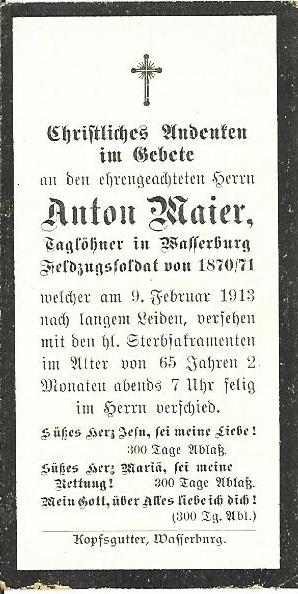 Christliches Andenken
im Gebete
an den ehrengeachteten Herrn
Anton Maier,
Taglöhner in Wasserburg
Feldzugssoldat von 1870/71
welcher am 9. Februar 1913
nach langem Leiden, versehen
mit den hl. Sterbsakramenten
im Alter von 65 Jahren 2
Monaten abends 7 Uhr selig
im Herrn verschied.
Süßes Herz Jesu, sei meine Liebe!
300 Tage Ablaß.
Süßes Herz Mariä, sei meine
Rettung! 300 Tage Ablaß.
Mein Gott, über Alles liebe ich dich!
(300 Tg. Abl.)
Kopfsgutter, Wasserburg.